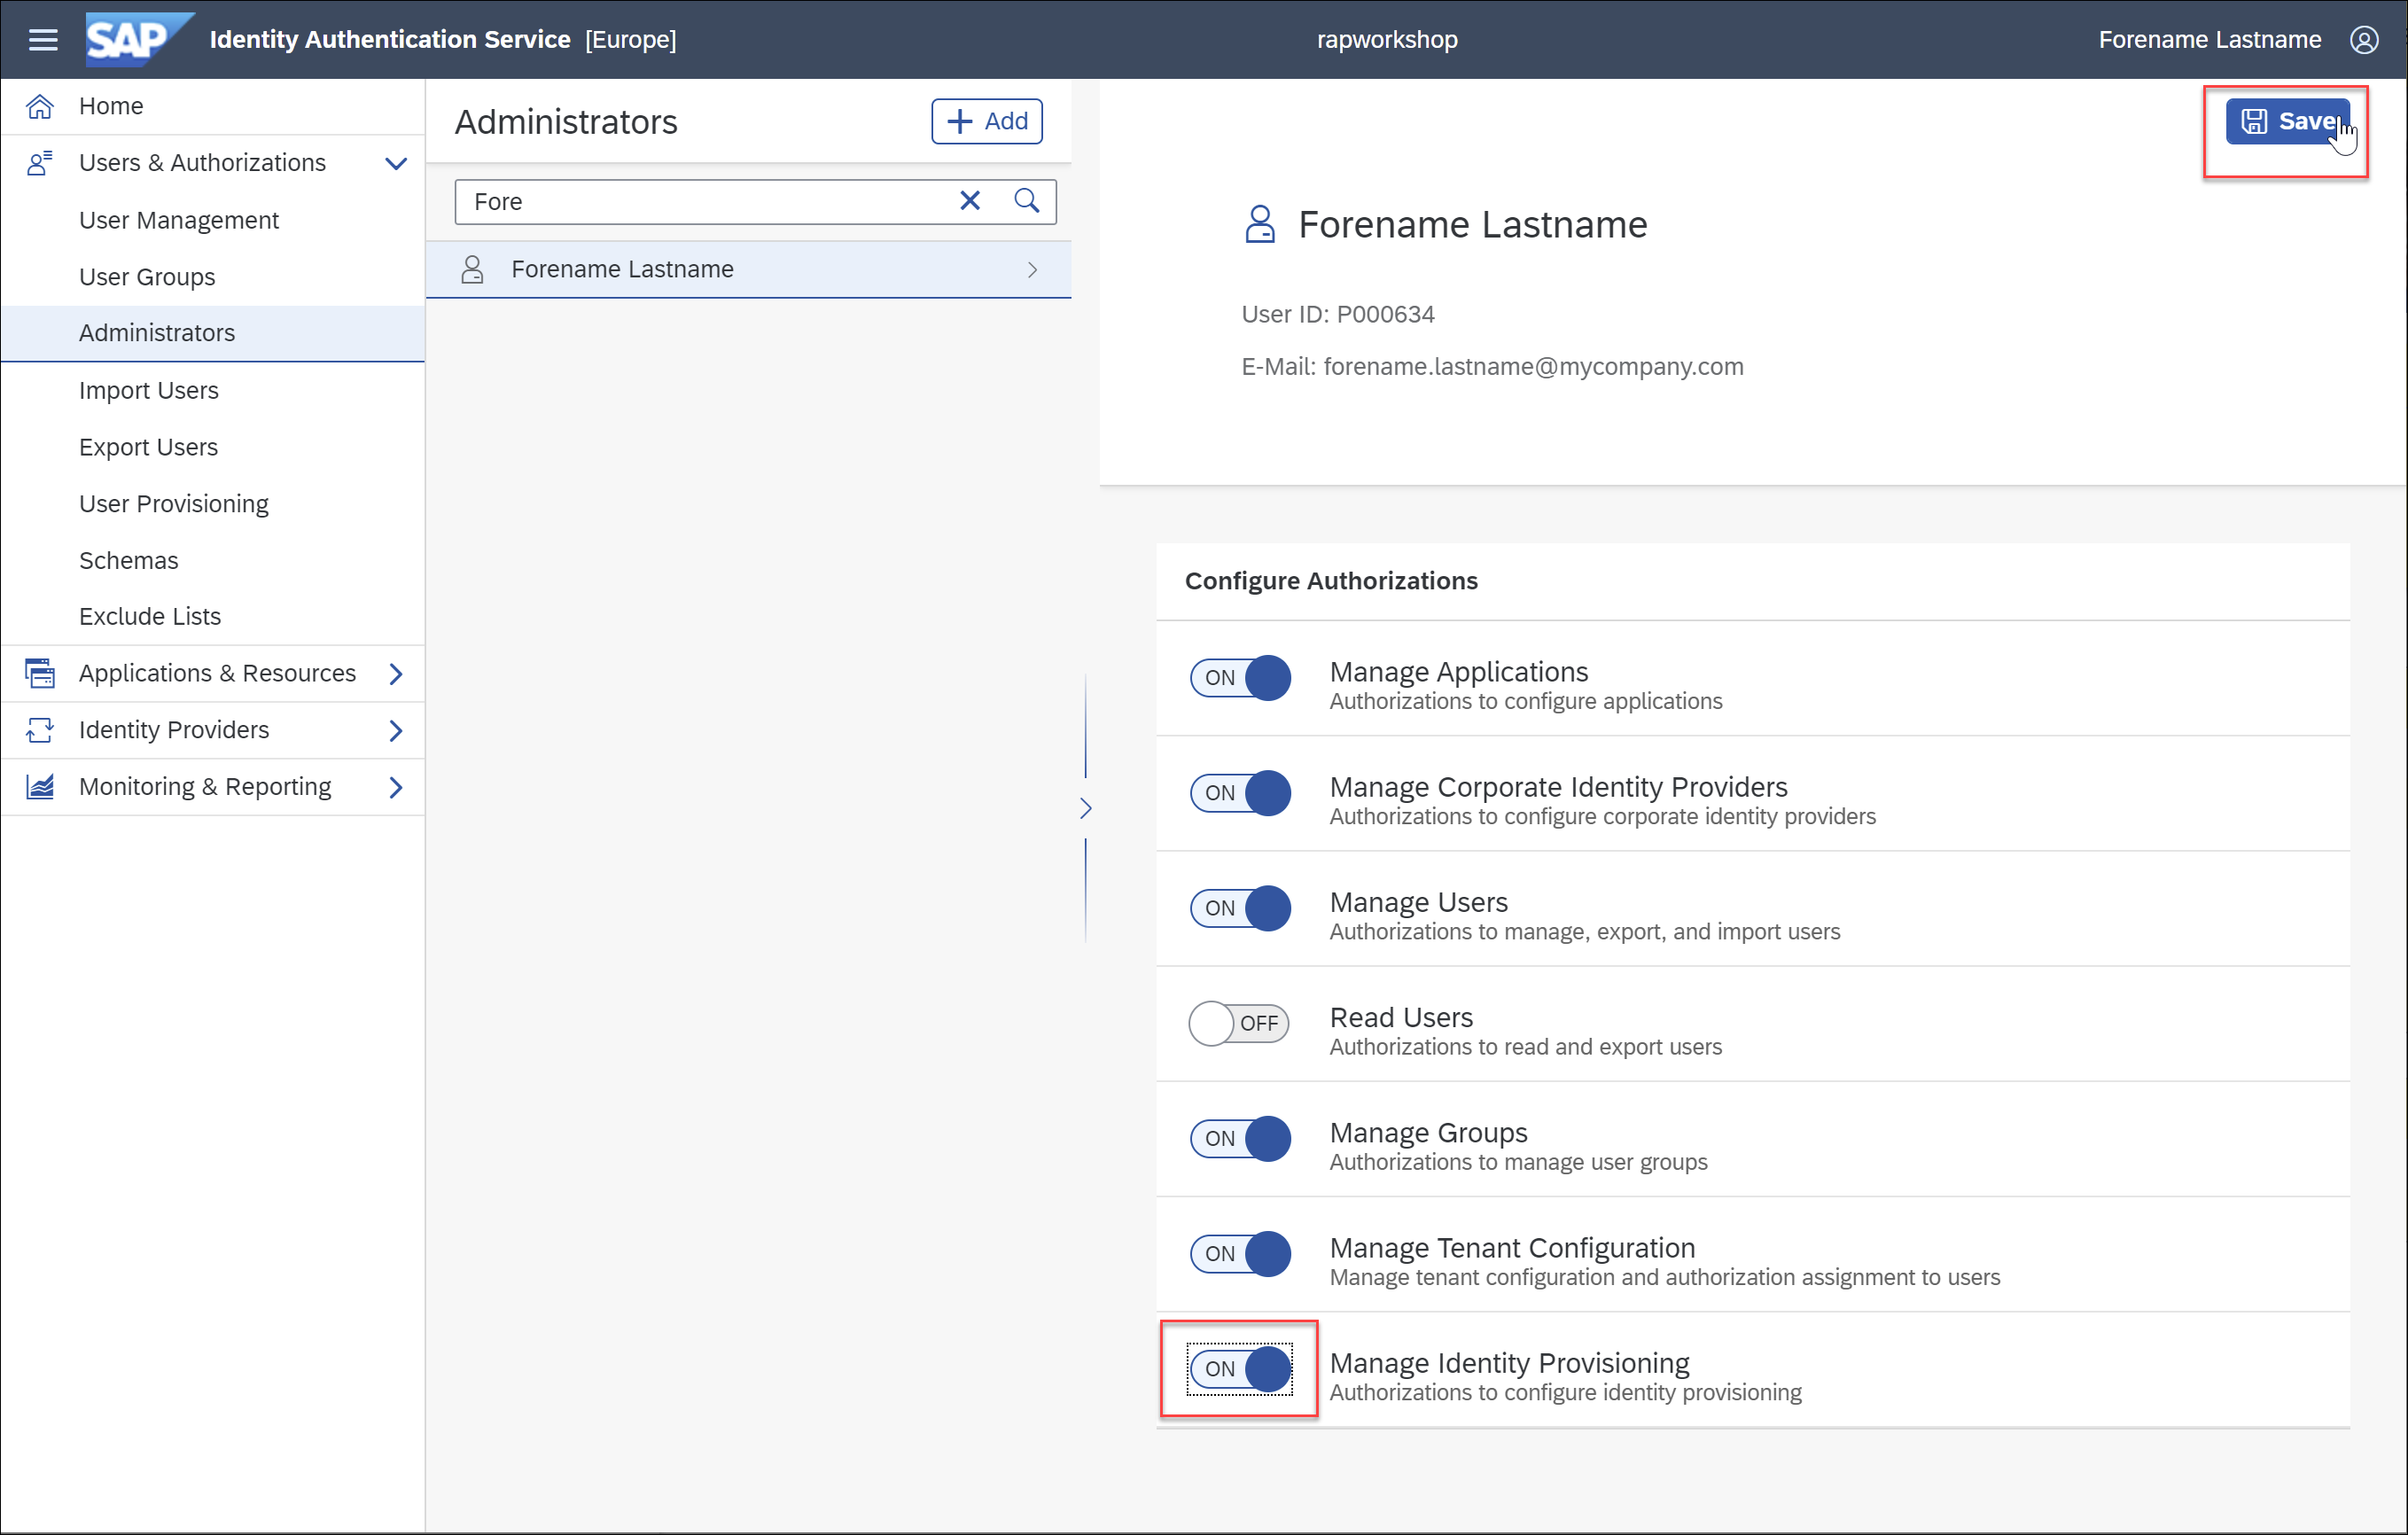 SAP Identity Authentication Service [Europe]
rapworkshop
Forename Lastname
Home
Users & Authorizations
User Management
User Groups
Administrators
Import Users
Export Users
User Provisioning
Schemas
Exclude Lists
Applications & Resources
Identity Providers
Monitoring & Reporting
Administrators
Add
Fore
Forename Lastname
Save
Forename Lastname
User ID: P000634
E-Mail: forename.lastname@mycompany.com
Configure Authorizations
ON
Manage Applications
Authorizations to configure applications
ON
Manage Corporate Identity Providers
Authorizations to configure corporate identity providers
ON
Manage Users
Authorizations to manage, export, and import users
OFF
Read Users
Authorizations to read and export users
ON
Manage Groups
Authorizations to manage user groups
ON
Manage Tenant Configuration
Manage tenant configuration and authorization assignment to users
ON
Manage Identity Provisioning
Authorizations to configure identity provisioning